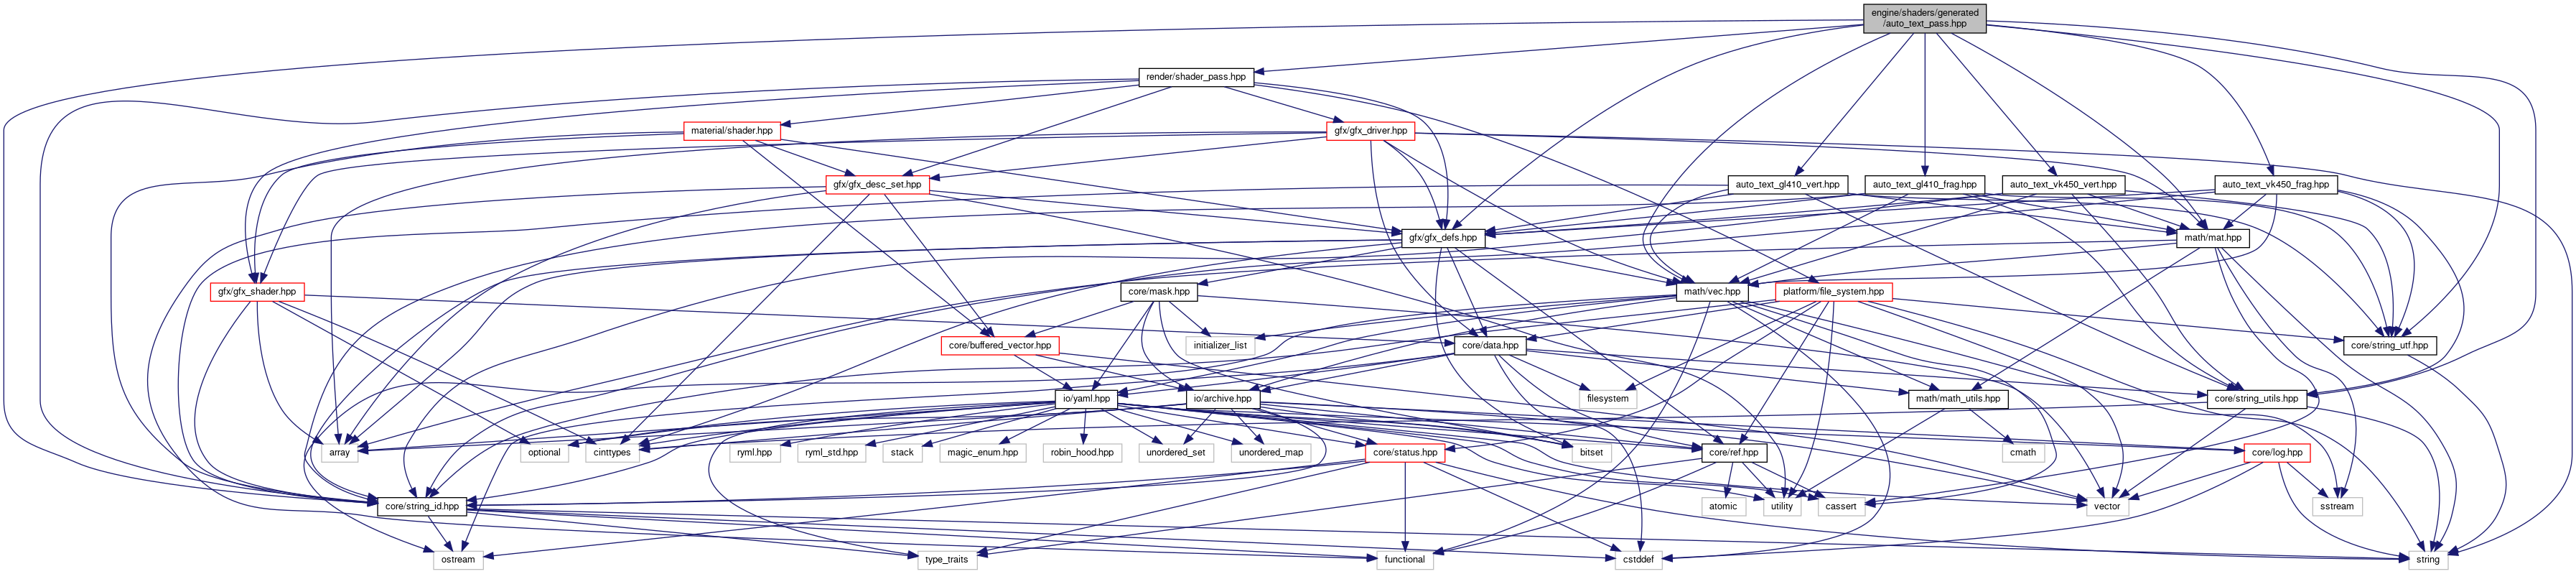 engine/shaders/generated
/auto_text_pass.hpp
render/shader_pass.hpp
material/shader.hpp
gfx/gfx_driver.hpp
gfx/gfx_desc_set.hpp
auto_text_gl410_vert.hpp
auto_text_gl410_frag.hpp
auto_text_vk450_vert.hpp
auto_text_vk450_frag.hpp
gfx/gfx_defs.hpp
math/mat.hpp
gfx/gfx_shader.hpp
core/mask.hpp
math/vec.hpp
platform/file_system.hpp
core/buffered_vector.hpp
initializer_list
core/data.hpp
core/string_utf.hpp
io/yaml.hpp
io/archive.hpp
filesystem
math/math_utils.hpp
core/string_utils.hpp
array
optional
cinttypes
ryml.hpp
ryml_std.hpp
stack
magic_enum.hpp
robin_hood.hpp
unordered_set
unordered_map
core/status.hpp
bitset
core/ref.hpp
cmath
core/log.hpp
core/string_id.hpp
atomic
utility
cassert
vector
sstream
ostream
type_traits
functional
cstddef
string